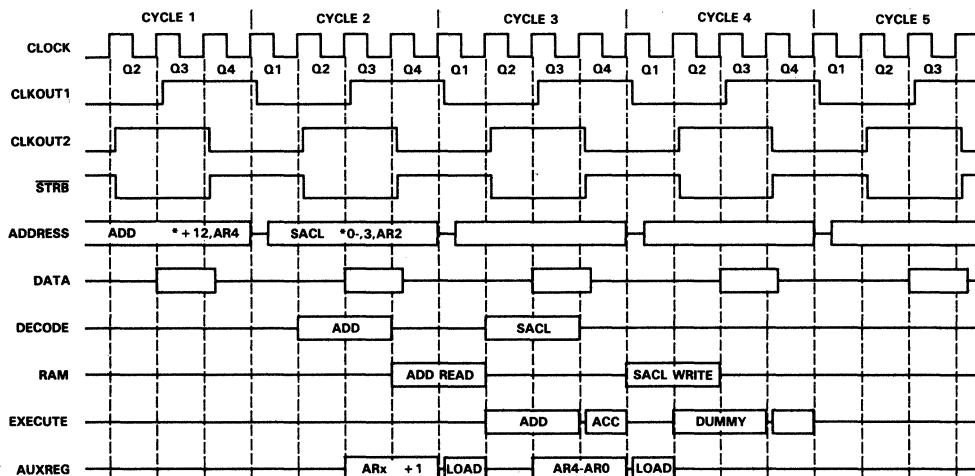 CYCLE 1 CYCLE 2 CYCLE 3 CYCLE 4 CYCLE 5
CLOCK
Q2 Q3 Q4 Q1 Q2 Q3 Q4 Q1 Q2 Q3 Q4 Q1 Q2 Q3 Q4 Q1 Q2 Q3
CLKOUT1
CLKOUT2
STRB
ADDRESS ADD *+12,AR4 SACL *0-,3,AR2
DATA
DECODE ADD SACL
RAM ADD READ SACL WRITE
EXECUTE ADD ACC DUMMY
AUXREG ARx +1 LOAD AR4-AR0 LOAD